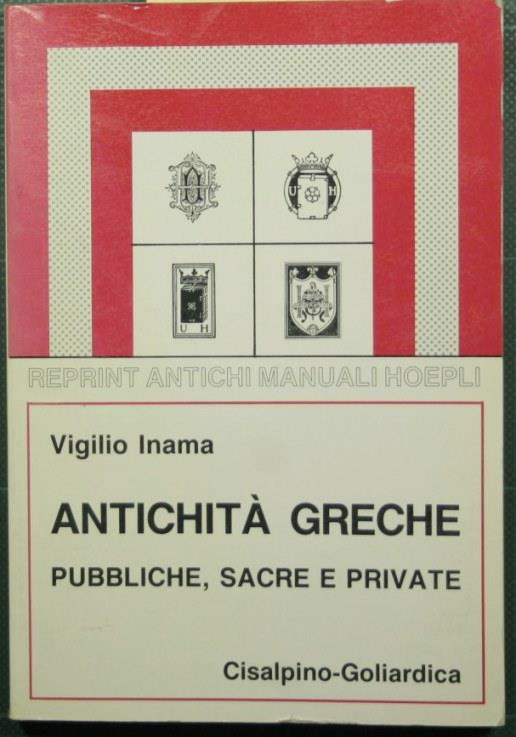 U H
U H
REPRINT ANTICHI MANUALI HOEPLI
Vigilio Inama
ANTICHITÀ GRECHE
PUBBLICHE, SACRE E PRIVATE
Cisalpino-Goliardica